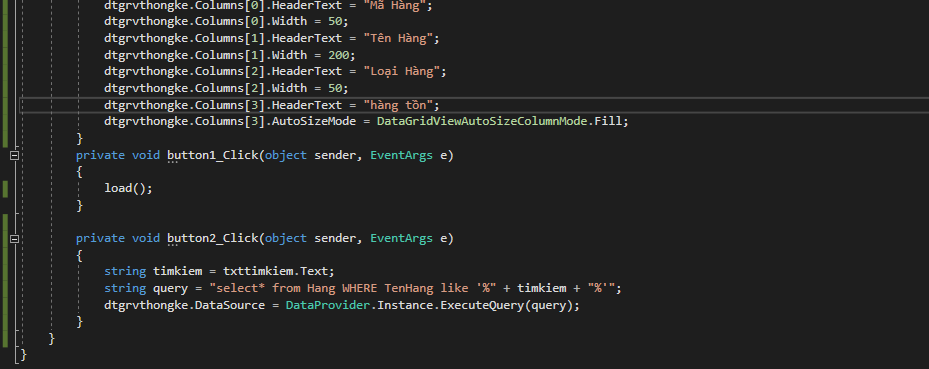 dtgrvthongke.Columns[0].HeaderText = "Mã Hàng";
dtgrvthongke.Columns[0].Width = 50;
dtgrvthongke.Columns[1].HeaderText = "Tên Hàng";
dtgrvthongke.Columns[1].Width = 200;
dtgrvthongke.Columns[2].HeaderText = "Loại Hàng";
dtgrvthongke.Columns[2].Width = 50;
dtgrvthongke.Columns[3].HeaderText = "hàng tồn";
dtgrvthongke.Columns[3].AutoSizeMode = DataGridViewAutoSizeColumnMode.Fill;
}
private void button1_Click(object sender, EventArgs e)
{
load();
}
private void button2_Click(object sender, EventArgs e)
{
string timkiem = txttimkiem.Text;
string query = "select* from Hang WHERE TenHang like '%" + timkiem + "%'";
dtgrvthongke.DataSource = DataProvider.Instance.ExecuteQuery(query);
}
}
}